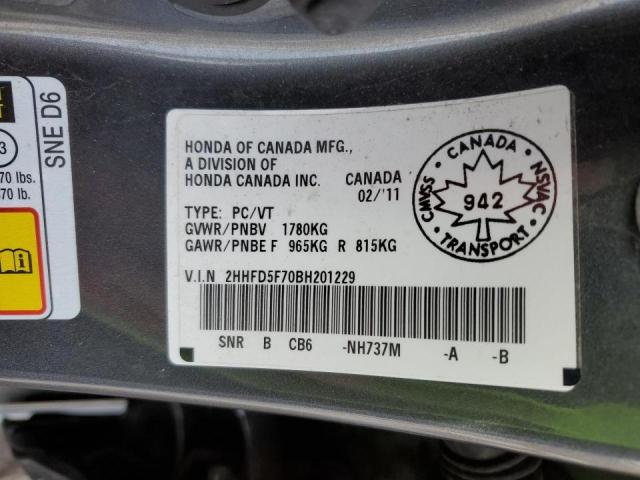 SNE D6
3
70 lbs.
70 lb.
HONDA OF CANADA MFG.,
A DIVISION OF
HONDA CANADA INC. CANADA
02/'11
TYPE: PC/VT
GVWR/PNBV 1780KG
GAWR/PNBE F 965KG R 815KG
V.I.N 2HHFD5F70BH201229
SNR B CB6 -NH737M -A -B
CANADA
CMVSS
NSVAC
942
TRANSPORT